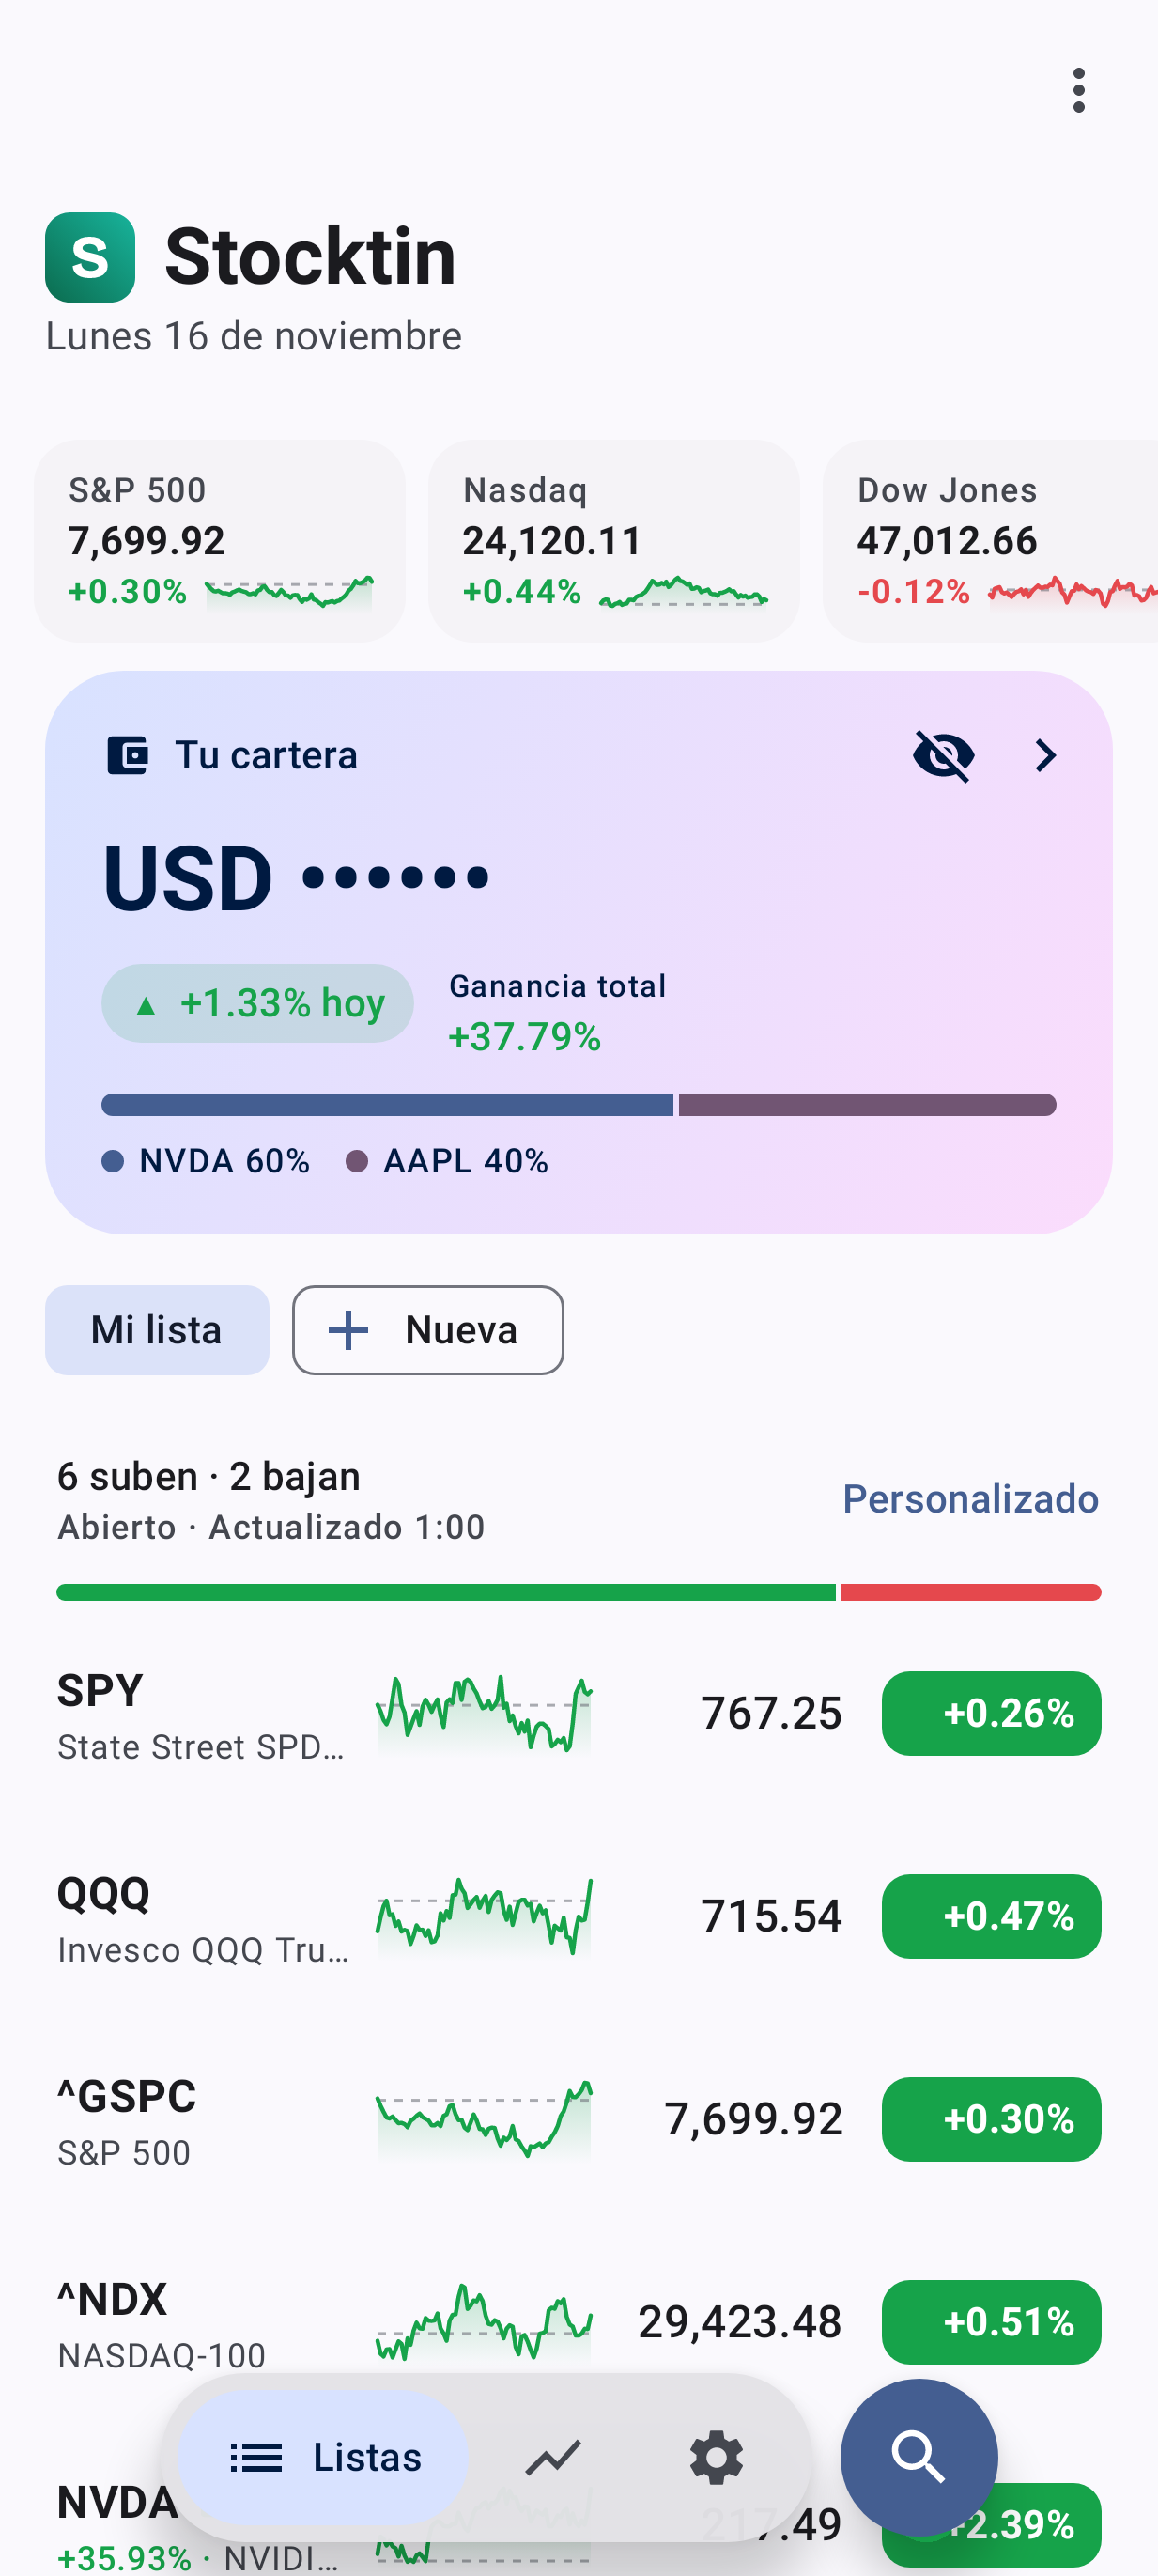 S Stocktin
Lunes 16 de noviembre
S&P 500
7,699.92
+0.30%
Nasdaq
24,120.11
+0.44%
Dow Jones
47,012.66
-0.12%
Tu cartera
USD ••••••
▲ +1.33% hoy
Ganancia total
+37.79%
NVDA 60%
AAPL 40%
Mi lista
+ Nueva
6 suben · 2 bajan
Abierto · Actualizado 1:00
Personalizado
SPY
State Street SPD…
767.25
+0.26%
QQQ
Invesco QQQ Tru…
715.54
+0.47%
^GSPC
S&P 500
7,699.92
+0.30%
^NDX
NASDAQ-100
29,423.48
+0.51%
Listas
NVDA
+35.93% · NVIDI…
217.49
+2.39%